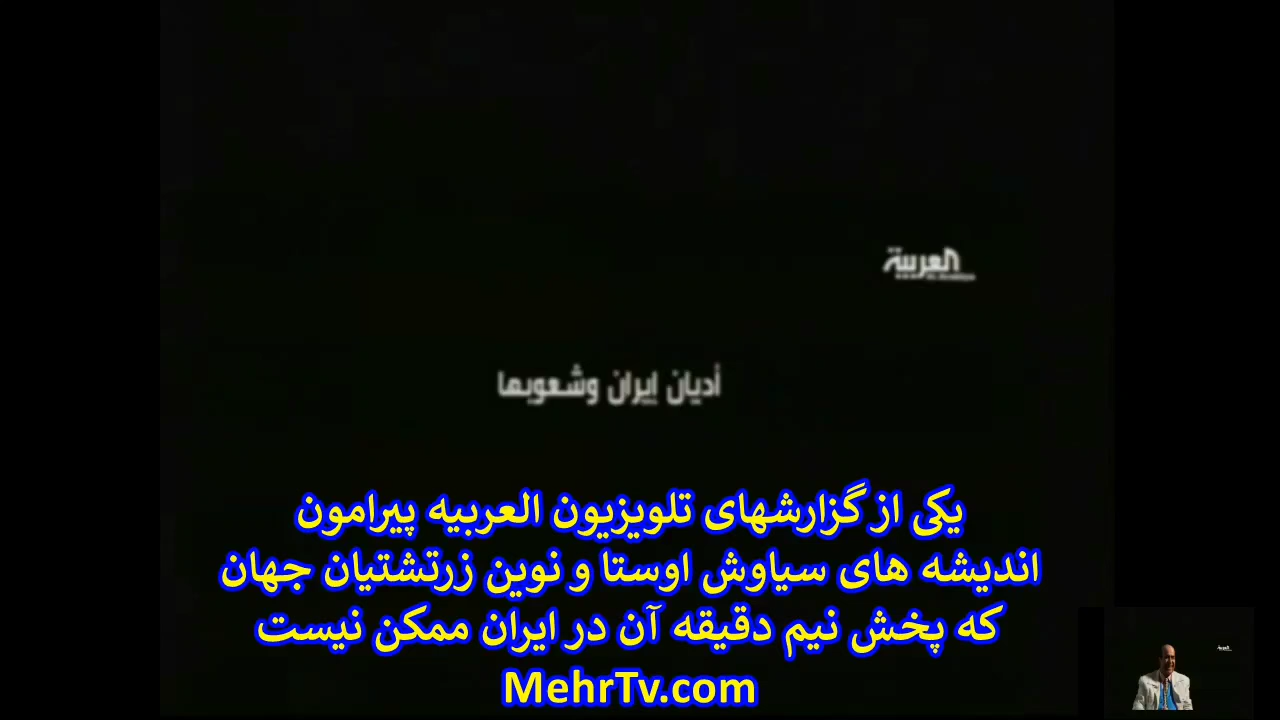 العربية
أديان إيران وشعوبها
یکی از گزارشهای تلویزیون العربیه پیرامون
اندیشه های سیاوش اوستا و نوین زرتشتیان جهان
که پخش نیم دقیقه آن در ایران ممکن نیست
MehrTv.com